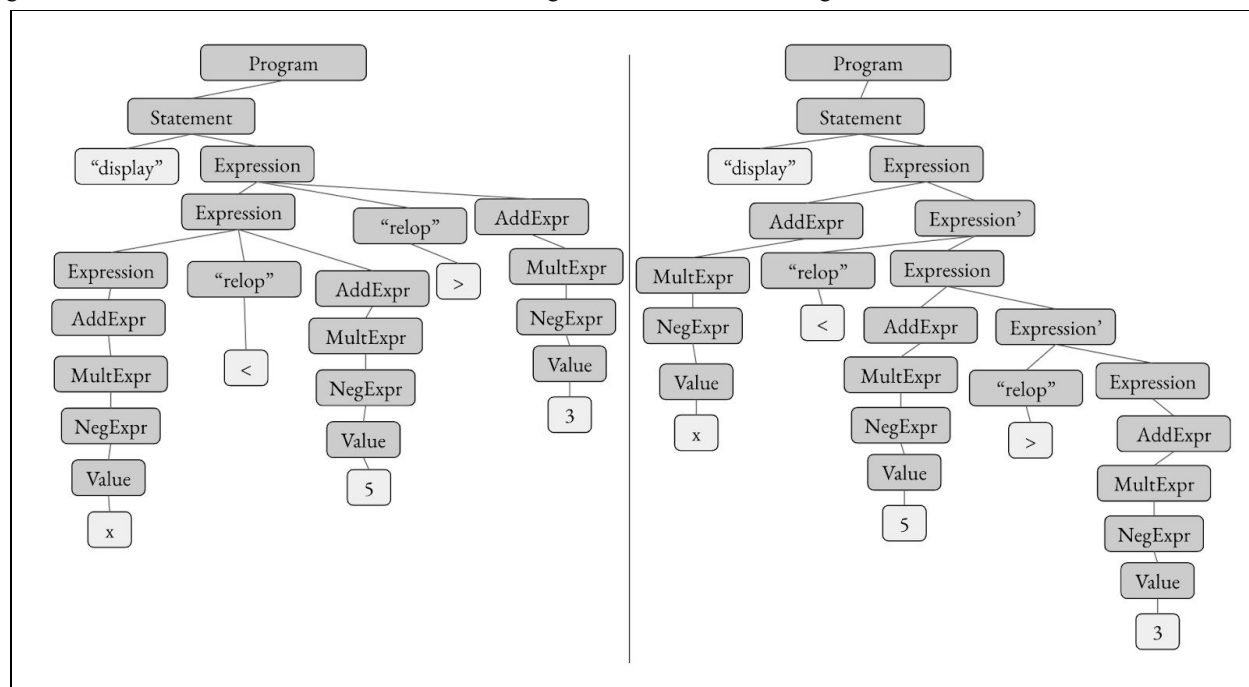 Program
Statement
“display”
Expression
Expression
“relop”
AddExpr
Expression
“relop”
AddExpr
>
MultExpr
AddExpr
MultExpr
NegExpr
MultExpr
<
NegExpr
Value
NegExpr
Value
3
Value
5
x
Program
Statement
“display”
Expression
AddExpr
Expression’
MultExpr
“relop”
Expression
NegExpr
<
AddExpr
Expression’
Value
MultExpr
“relop”
Expression
x
NegExpr
>
AddExpr
Value
MultExpr
5
NegExpr
Value
3